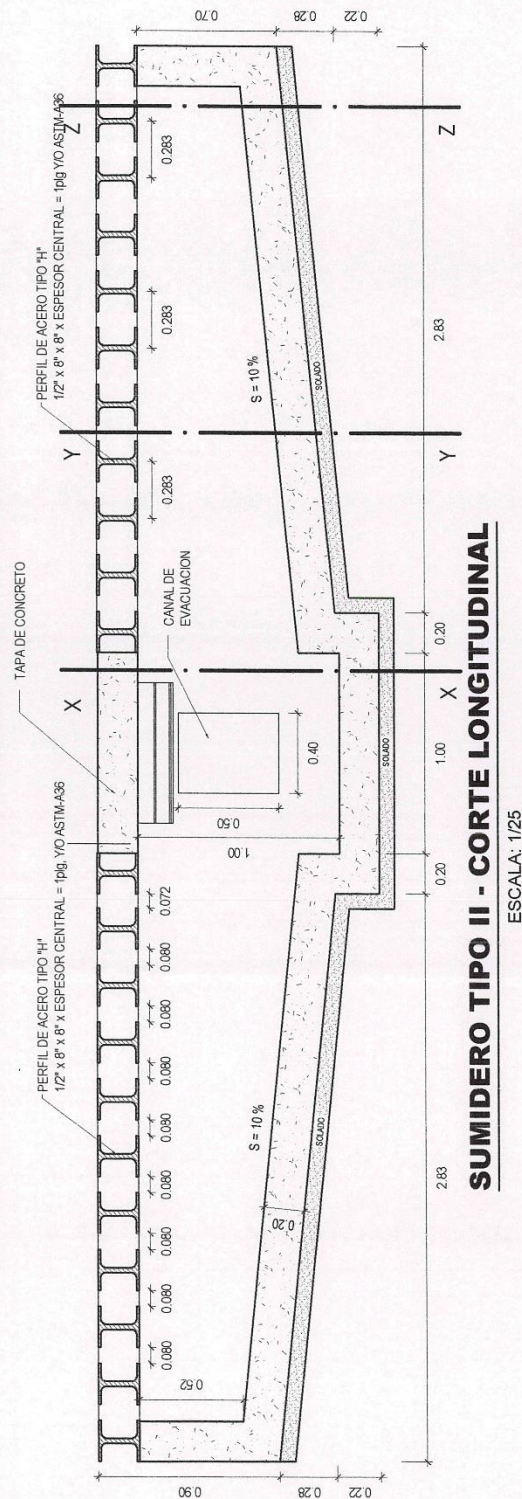 TAPA DE CONCRETO
PERFIL DE ACERO TIPO "H"
1/2" x 8" x 8" x ESPESOR CENTRAL = 1plg, Y/O ASTM-A36
PERFIL DE ACERO TIPO "H"
1/2" x 8" x 8" x ESPESOR CENTRAL = 1plg Y/O ASTM-A36
X
Y
Z
0.080
0.080
0.080
0.080
0.080
0.080
0.080
0.072
0.283
0.283
0.283
CANAL DE
EVACUACION
0.90
0.28
0.22
0.52
0.20
1.00
0.50
0.40
0.70
0.28
0.22
S = 10 %
S = 10 %
SOLADO
SOLADO
SOLADO
2.83
0.20
1.00
0.20
2.83
X
Y
Z
SUMIDERO TIPO II - CORTE LONGITUDINAL
ESCALA: 1/25